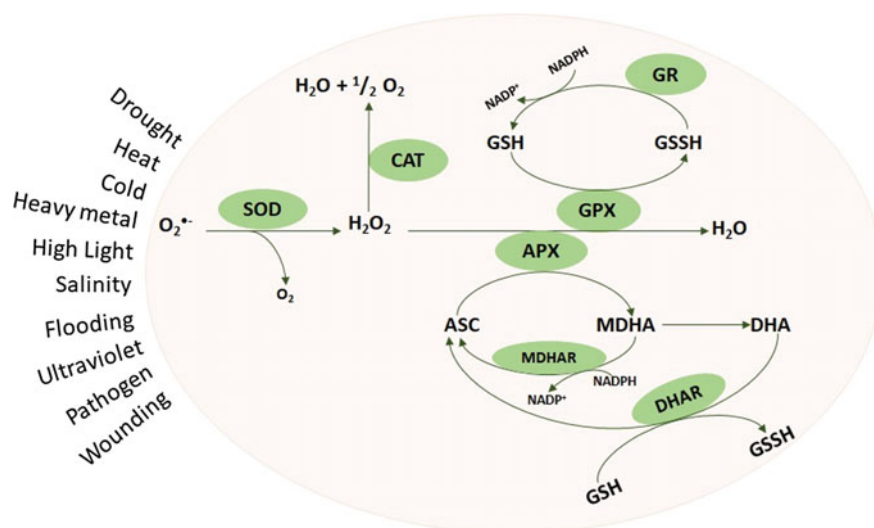 Drought
Heat
Cold
Heavy metal
High Light
Salinity
Flooding
Ultraviolet
Pathogen
Wounding
O₂•-
SOD
O₂
H₂O₂
CAT
H₂O + ¹/₂ O₂
NADPH
NADP⁺
GR
GSH
GSSH
GPX
H₂O
APX
ASC
MDHA
DHA
MDHAR
NADPH
NADP⁺
DHAR
GSH
GSSH